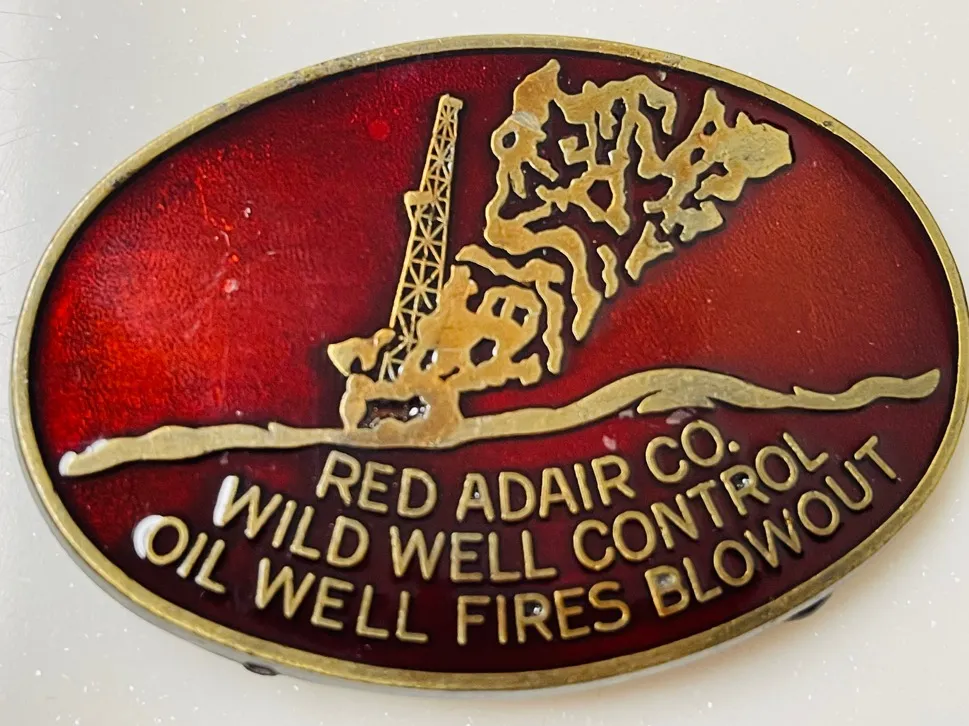 RED ADAIR CO.
WILD WELL CONTROL
OIL WELL FIRES BLOWOUT